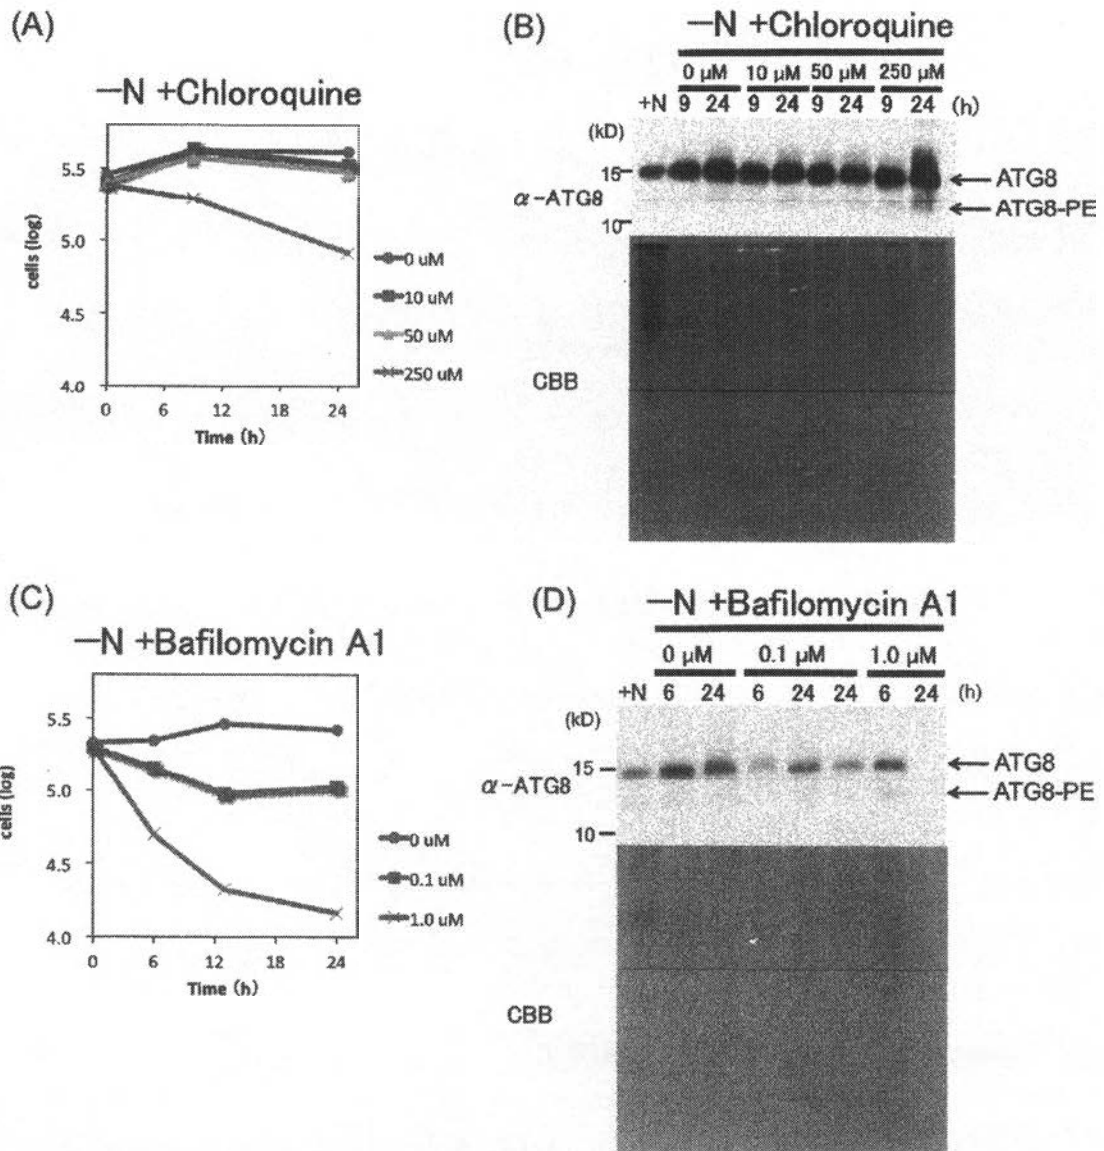 (A)
—N +Chloroquine
5.5
5.0
4.5
4.0
cells (log)
0 6 12 18 24
Time (h)
0 uM
10 uM
50 uM
250 uM
(B)
—N +Chloroquine
0 μM 10 μM 50 μM 250 μM
+N 9 24 9 24 9 24 9 24 (h)
(kD)
15
α-ATG8
10
ATG8
ATG8-PE
CBB
(C)
—N +Bafilomycin A1
5.5
5.0
4.5
4.0
cells (log)
0 6 12 18 24
Time (h)
0 uM
0.1 uM
1.0 uM
(D)
—N +Bafilomycin A1
0 μM 0.1 μM 1.0 μM
+N 6 24 6 24 24 6 24 (h)
(kD)
15
α-ATG8
10
ATG8
ATG8-PE
CBB